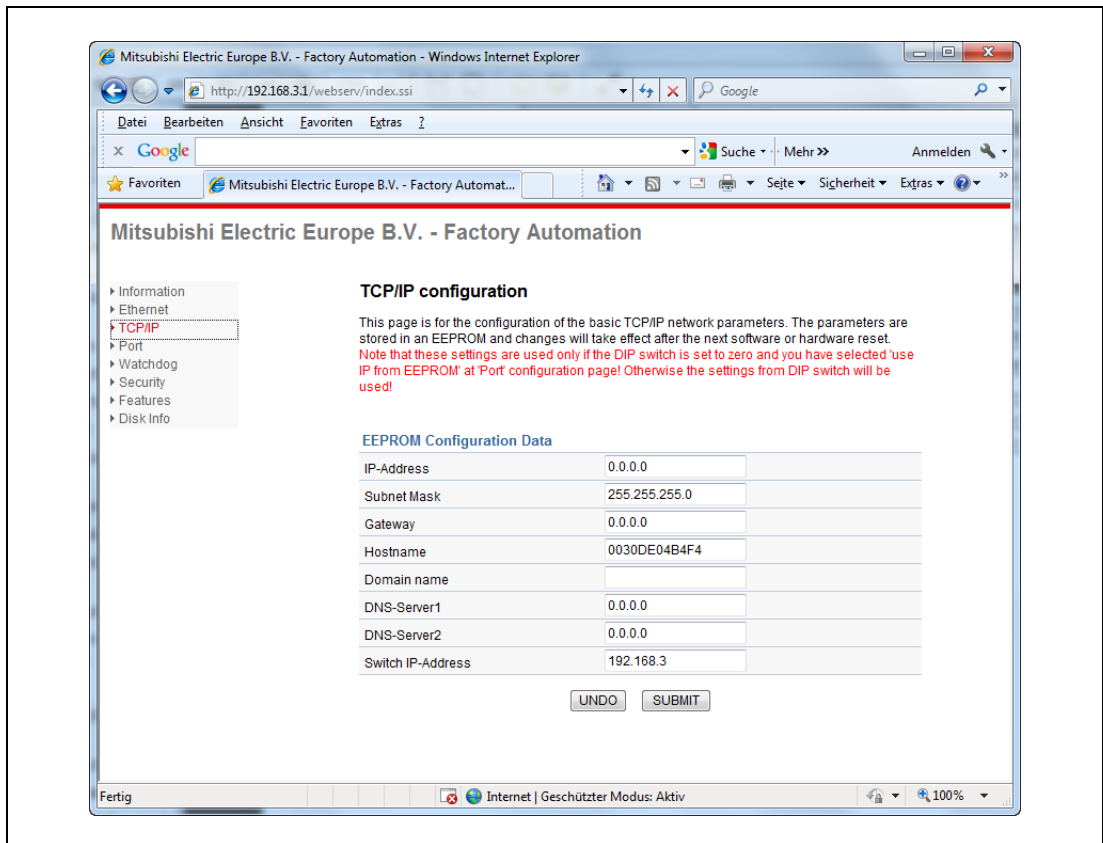 Mitsubishi Electric Europe B.V. - Factory Automation - Windows Internet Explorer
http://192.168.3.1/webserv/index.ssi
Google
Datei Bearbeiten Ansicht Favoriten Extras ?
x Google Suche Mehr >> Anmelden
Favoriten Mitsubishi Electric Europe B.V. - Factory Automat... Seite Sicherheit Extras >>
Mitsubishi Electric Europe B.V. - Factory Automation
Information
Ethernet
TCP/IP
Port
Watchdog
Security
Features
Disk Info
TCP/IP configuration
This page is for the configuration of the basic TCP/IP network parameters. The parameters are
stored in an EEPROM and changes will take effect after the next software or hardware reset.
Note that these settings are used only if the DIP switch is set to zero and you have selected 'use
IP from EEPROM' at 'Port' configuration page! Otherwise the settings from DIP switch will be
used!
EEPROM Configuration Data
IP-Address 0.0.0.0
Subnet Mask 255.255.255.0
Gateway 0.0.0.0
Hostname 0030DE04B4F4
Domain name
DNS-Server1 0.0.0.0
DNS-Server2 0.0.0.0
Switch IP-Address 192.168.3
UNDO SUBMIT
Fertig Internet | Geschützter Modus: Aktiv 100%